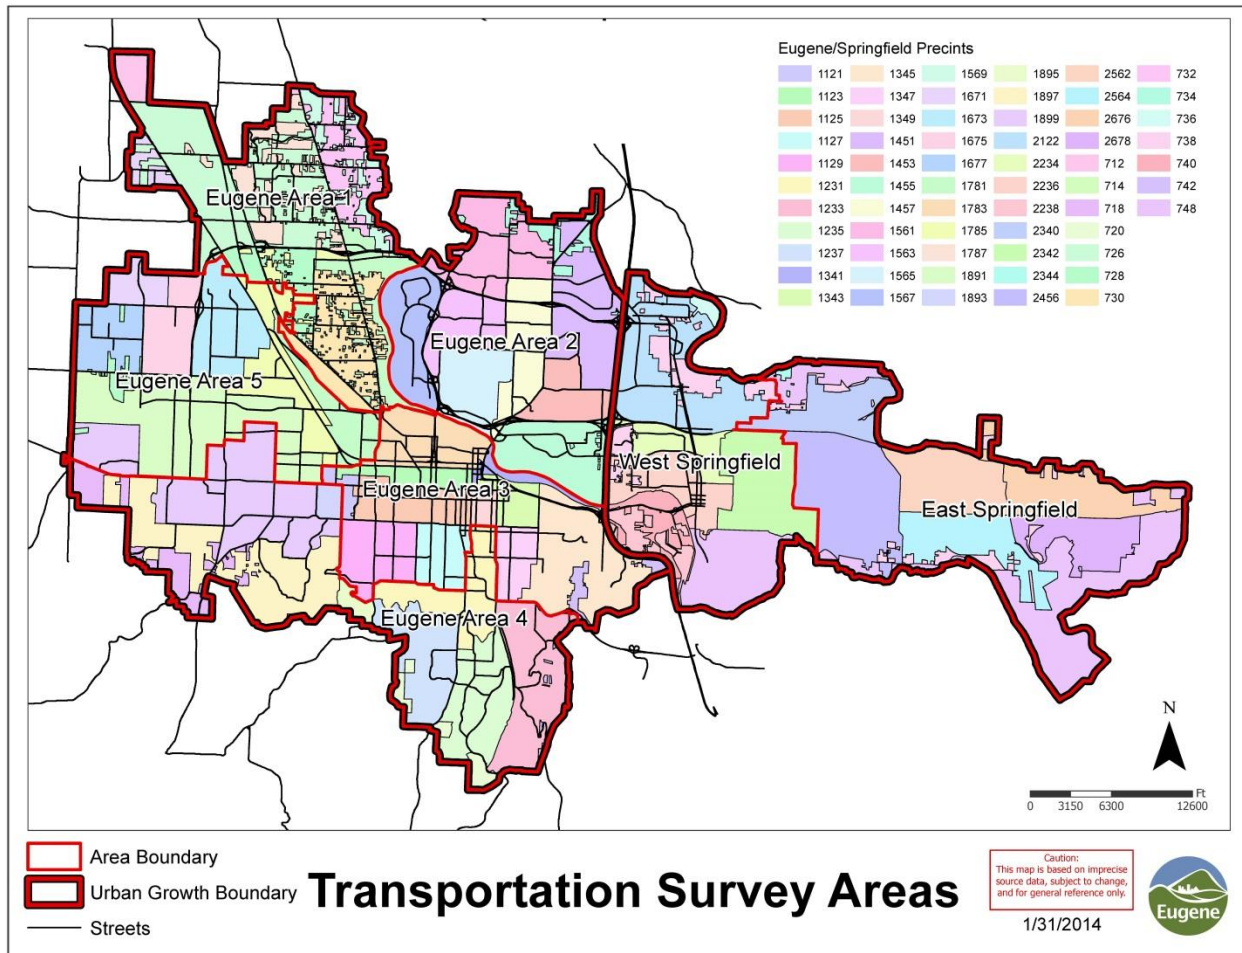 Eugene/Springfield Precints
1121 1345 1569 1895 2562 732
1123 1347 1671 1897 2564 734
1125 1349 1673 1899 2676 736
1127 1451 1675 2122 2678 738
1129 1453 1677 2234 712 740
1231 1455 1781 2236 714 742
1233 1457 1783 2238 718 748
1235 1561 1785 2340 720
1237 1563 1787 2342 726
1341 1565 1891 2344 728
1343 1567 1893 2456 730
Eugene Area 1
Eugene Area 2
Eugene Area 5
West Springfield
Eugene Area 3
East Springfield
Eugene Area 4
N
Ft
0 3150 6300 12600
Area Boundary
Urban Growth Boundary
Streets
Transportation Survey Areas
Caution:
This map is based on imprecise
source data, subject to change,
and for general reference only.
1/31/2014
Eugene